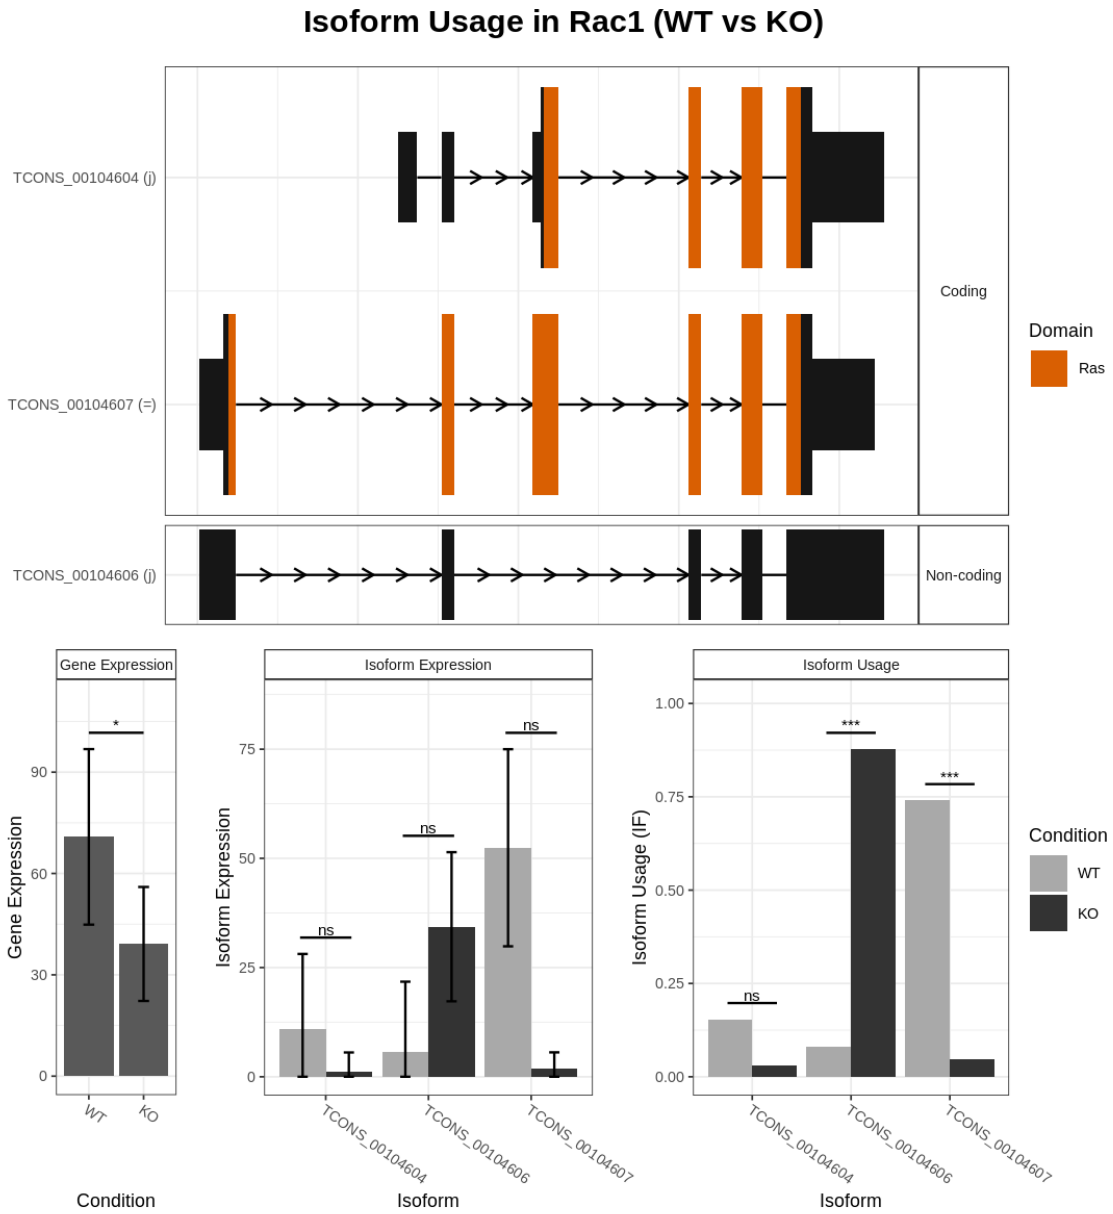 Isoform Usage in Rac1 (WT vs KO)
TCONS_00104604 (j)
Coding
TCONS_00104607 (=)
Domain
Ras
TCONS_00104606 (j)
Non-coding
Gene Expression
Gene Expression
90
60
30
0
*
WT
KO
Condition
Isoform Expression
Isoform Expression
75
50
25
0
ns
ns
ns
TCONS_00104604
TCONS_00104606
TCONS_00104607
Isoform
Isoform Usage
Isoform Usage (IF)
1.00
0.75
0.50
0.25
0.00
ns
***
***
TCONS_00104604
TCONS_00104606
TCONS_00104607
Isoform
Condition
WT
KO